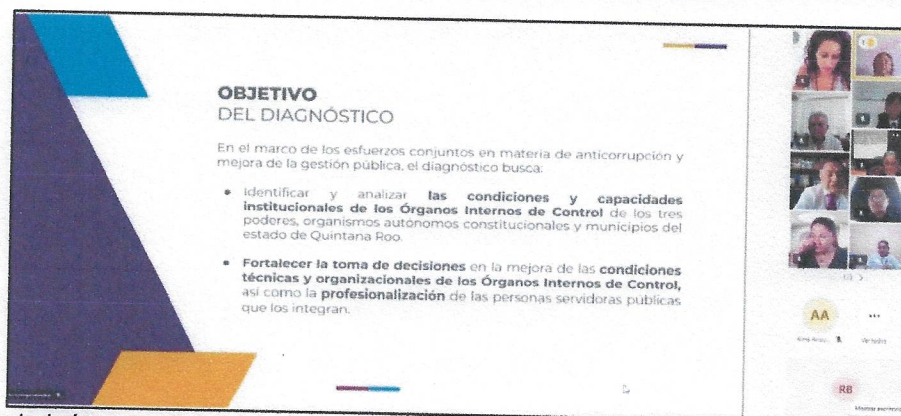 OBJETIVO
DEL DIAGNÓSTICO
En el marco de los esfuerzos conjuntos en materia de anticorrupción y
mejora de la gestión pública, el diagnóstico busca:
• Identificar y analizar las condiciones y capacidades
institucionales de los Órganos Internos de Control de los tres
poderes, organismos autónomos constitucionales y municipios del
estado de Quintana Roo.
• Fortalecer la toma de decisiones en la mejora de las condiciones
técnicas y organizacionales de los Órganos Internos de Control,
así como la profesionalización de las personas servidoras públicas
que los integran.
AA
Ver todos
RB